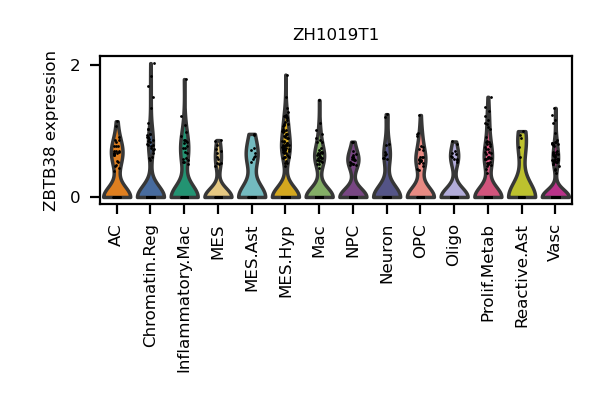 ZH1019T1
ZBTB38 expression
2
0
AC
Chromatin.Reg
Inflammatory.Mac
MES
MES.Ast
MES.Hyp
Mac
NPC
Neuron
OPC
Oligo
Prolif.Metab
Reactive.Ast
Vasc